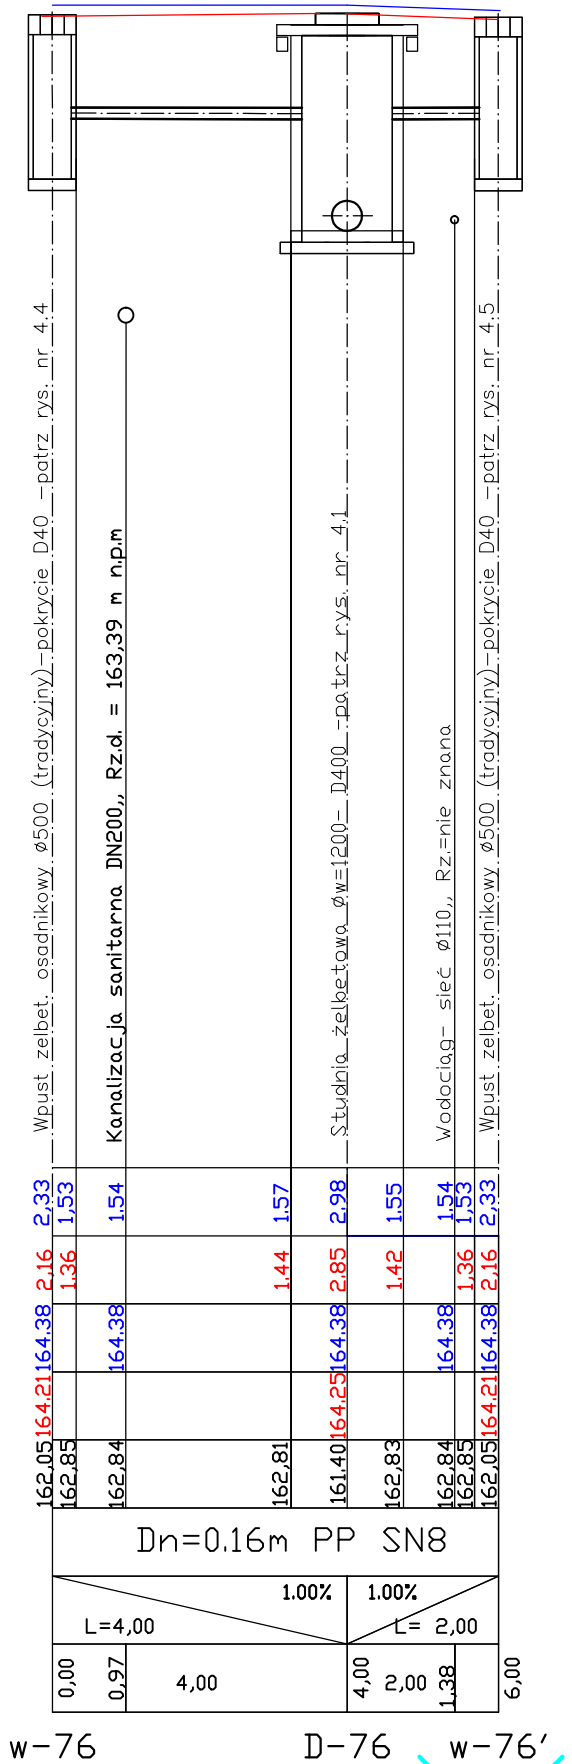 Wpust żelbet. osadnikowy ø500 (tradycyjny)-pokrycie D40 -patrz rys. nr 4.4
Kanalizacja sanitarna DN200,, Rz.d. = 163,39 m n.p.m
Studnia żelbetowa øw=1200- D400 -patrz rys. nr 4.1
Wodociąg- sieć ø110,, Rz.=nie znana
Wpust żelbet. osadnikowy ø500 (tradycyjny)-pokrycie D40 -patrz rys. nr 4.5
2,33 1,53 1.54 1.57 2.98 1.55 1.54 1,53 2,33
2,16 1.36 1.44 2.85 1.42 1,36 2,16
164.38 164.38 164.38 164.38 164.38
164.21 164.25 164.21
162,05 162,85 162,84 162,81 161.40 162,83 162,84 162,85 162,05
Dn=0.16m PP SN8
1.00% 1.00%
L=4,00 L= 2,00
0,00 0,97 4,00 4,00 2,00 1,38 6,00
w-76 D-76 w-76'